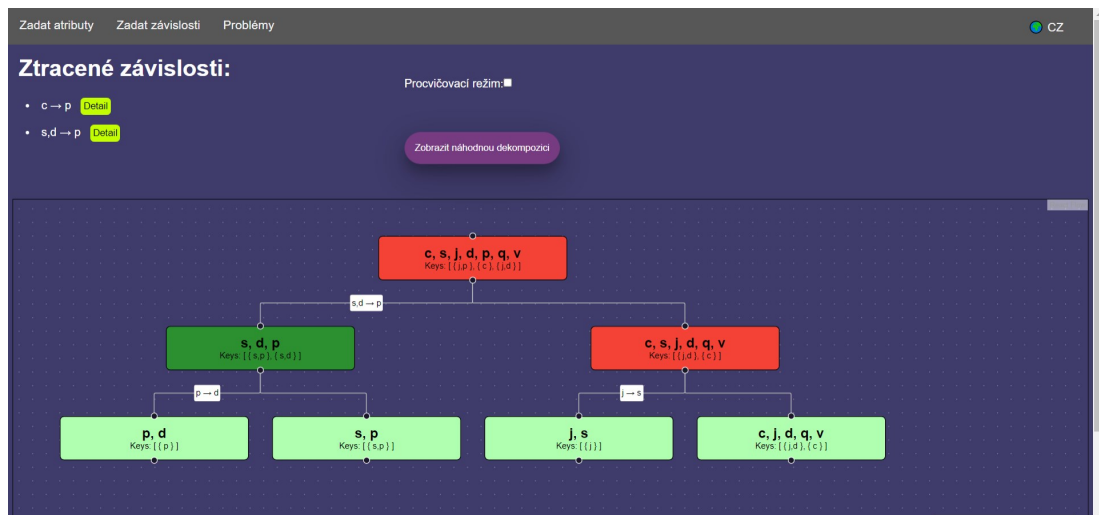 Zadat atributy Zadat závislosti Problémy CZ
Ztracené závislosti:
Procvičovací režim:
• c → p Detail
• s,d → p Detail
Zobrazit náhodnou dekompozici
c, s, j, d, p, q, v
Keys: [ { j,p }, { c }, { j,d } ]
s,d → p
s, d, p
Keys: [ { s,p }, { s,d } ]
c, s, j, d, q, v
Keys: [ { j,d }, { c } ]
p → d
j → s
p, d
Keys: [ { p } ]
s, p
Keys: [ { s,p } ]
j, s
Keys: [ { j } ]
c, j, d, q, v
Keys: [ { j,d }, { c } ]